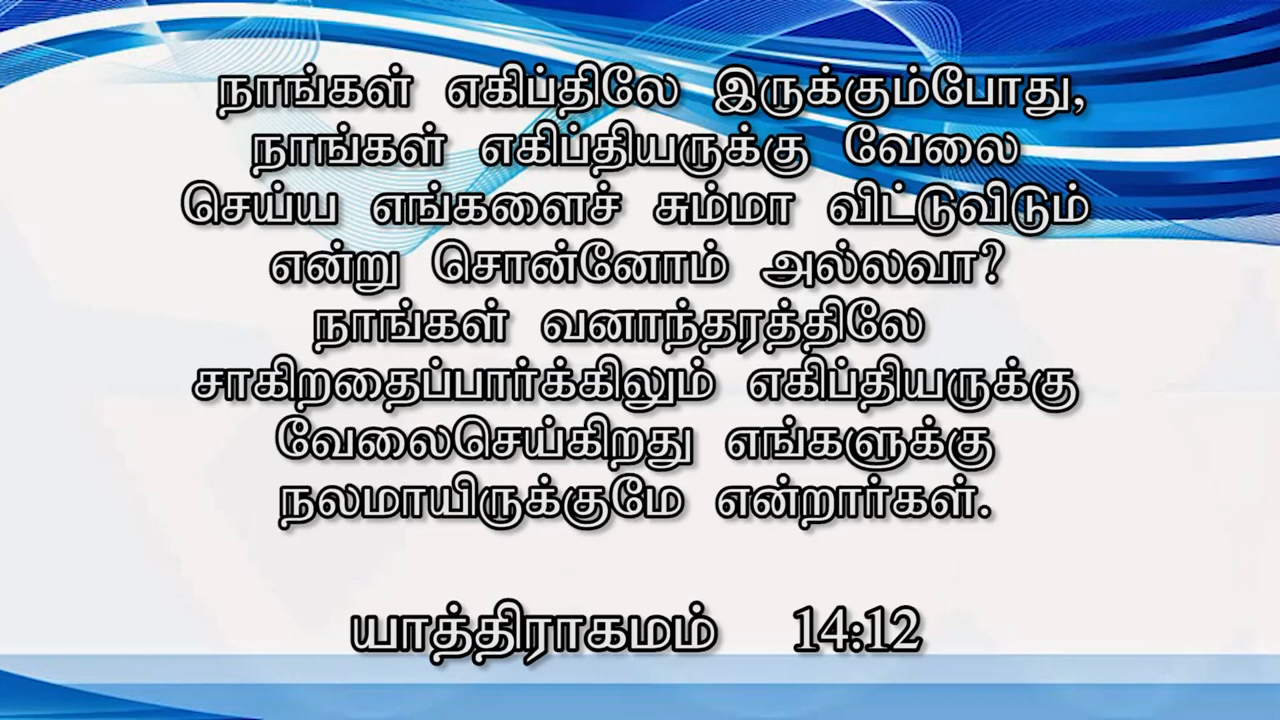 நாங்கள் எகிப்திலே இருக்கும்போது,
நாங்கள் எகிப்தியருக்கு வேலை
செய்ய எங்களைச் சும்மா விட்டுவிடும்
என்று சொன்னோம் அல்லவா?
நாங்கள் வனாந்தரத்திலே
சாகிறதைப்பார்க்கிலும் எகிப்தியருக்கு
வேலைசெய்கிறது எங்களுக்கு
நலமாயிருக்குமே என்றார்கள்.
யாத்திராகமம் 14:12